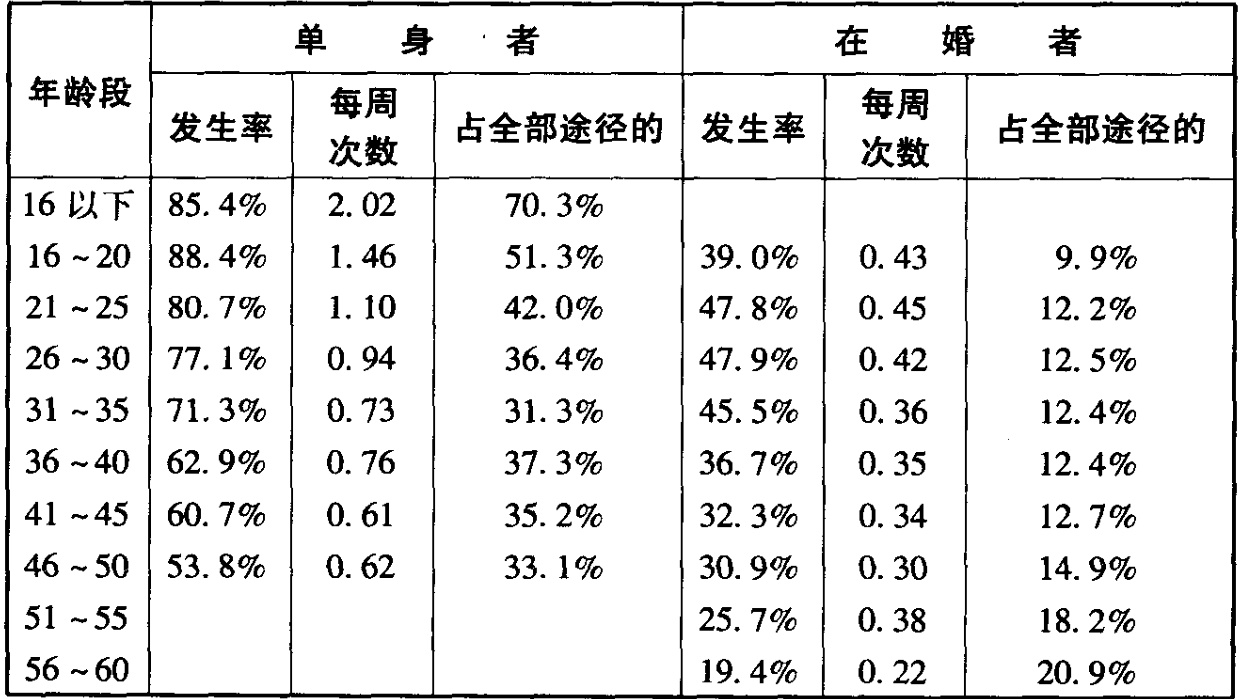 单 身 者 在 婚 者
年龄段 发生率 每周次数 占全部途径的 发生率 每周次数 占全部途径的
16 以下 85.4% 2.02 70.3%
16~20 88.4% 1.46 51.3% 39.0% 0.43 9.9%
21~25 80.7% 1.10 42.0% 47.8% 0.45 12.2%
26~30 77.1% 0.94 36.4% 47.9% 0.42 12.5%
31~35 71.3% 0.73 31.3% 45.5% 0.36 12.4%
36~40 62.9% 0.76 37.3% 36.7% 0.35 12.4%
41~45 60.7% 0.61 35.2% 32.3% 0.34 12.7%
46~50 53.8% 0.62 33.1% 30.9% 0.30 14.9%
51~55 25.7% 0.38 18.2%
56~60 19.4% 0.22 20.9%